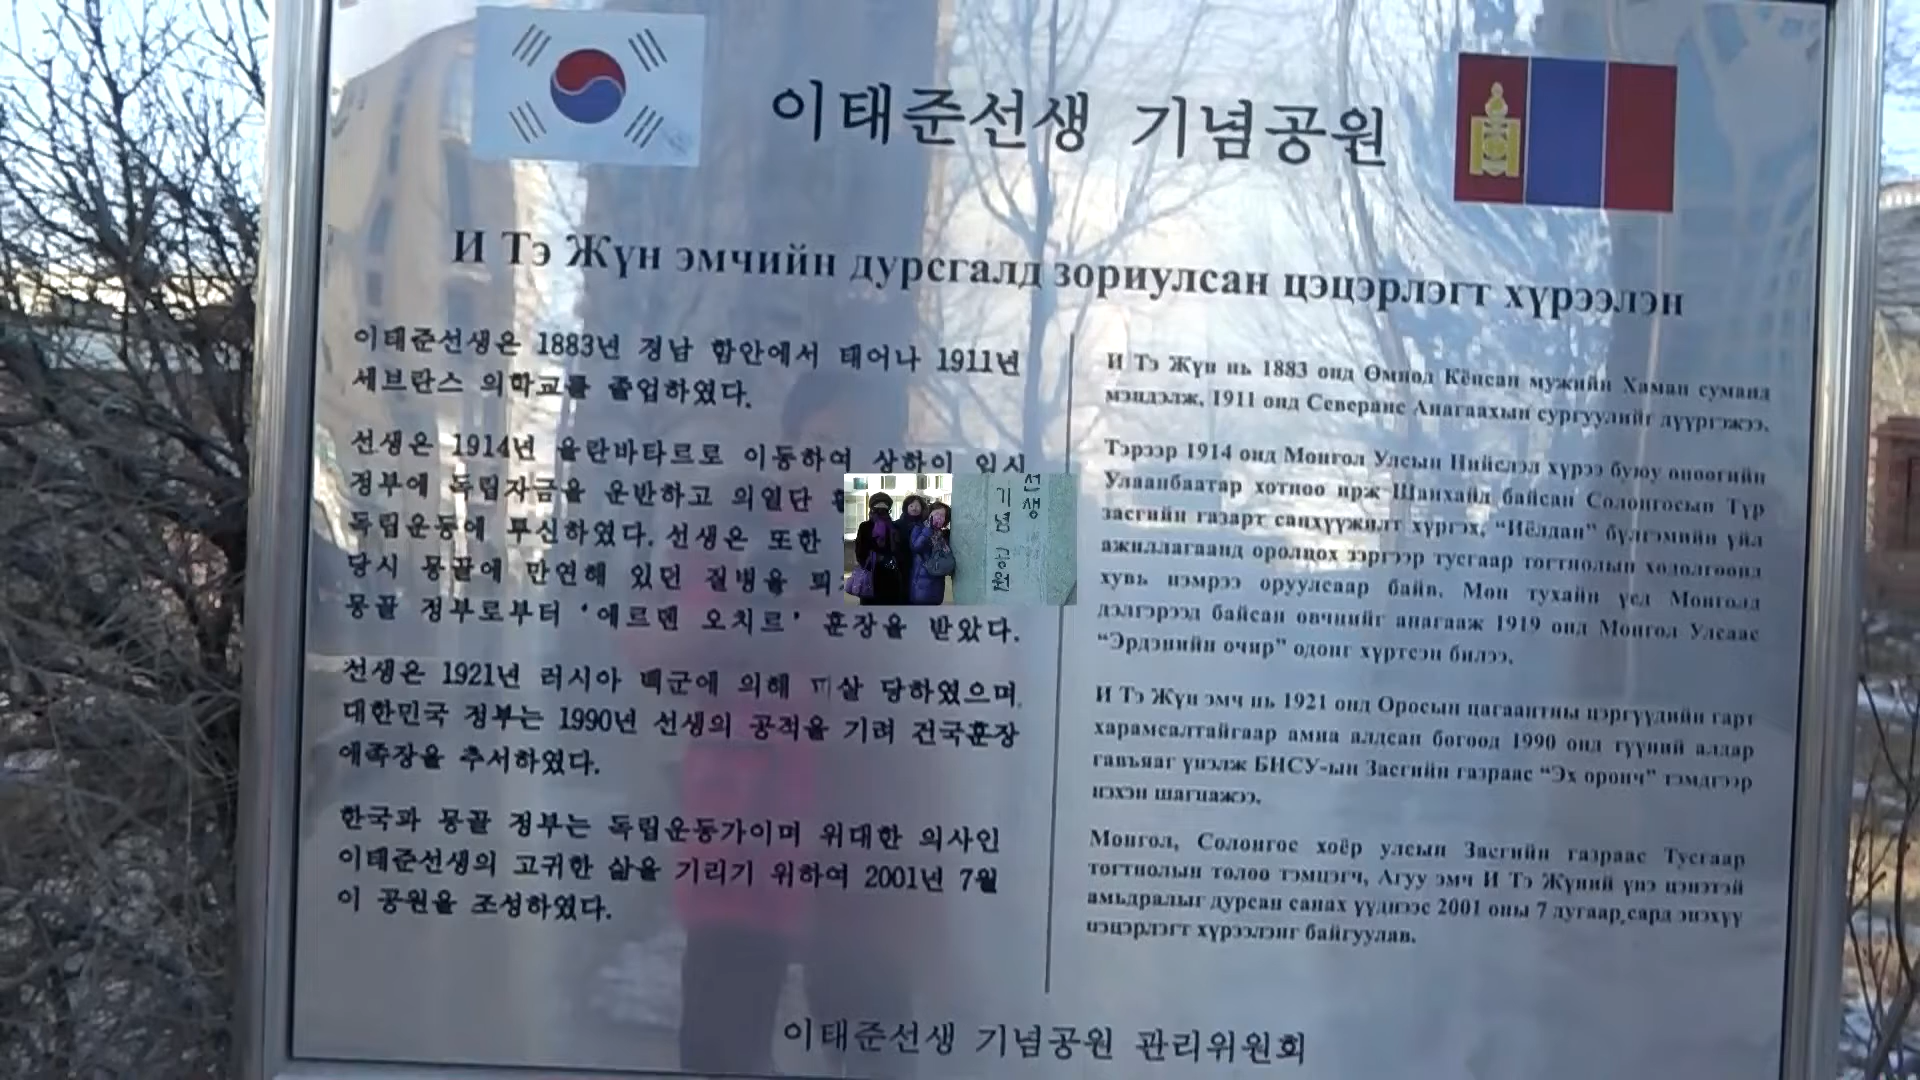 이태준선생 기념공원
И Тэ Жүн эмчийн дурсгалд зориулсан цэцэрлэгт хүрээлэн
이태준선생은 1883년 경남 함안에서 태어나 1911년
세브란스 의학교를 졸업하였다.
선생은 1914년 울란바타르로 이동하여 상하이 임시
정부에 독립자금을 운반하고 의열단
독립운동에 투신하였다. 선생은 또한
당시 몽골에 만연해 있던 질병을
몽골 정부로부터 '에르덴 오치르' 훈장을 받았다.
선생은 1921년 러시아 백군에 의해 피살 당하였으며,
대한민국 정부는 1990년 선생의 공적을 기려 건국훈장
애족장을 추서하였다.
한국과 몽골 정부는 독립운동가이며 위대한 의사인
이태준선생의 고귀한 삶을 기리기 위하여 2001년 7월
이 공원을 조성하였다.
И Тэ Жүн нь 1883 онд Өмнөд Кёнсан мужийн Хаман суманд
мэндэлж, 1911 онд Северанс Анагаахын сургуулийг дүүргэжээ.
Тэрээр 1914 онд Монгол Улсын Нийслэл хүрээ буюу өнөөгийн
Улаанбаатар хотноо ирж Шанхайд байсан Солонгосын Түр
засгийн газарт санхүүжилт хүргэх, “Иёлдан” бүлгэмийн үйл
ажиллагаанд оролцох зэргээр тусгаар тогтнолын хөдөлгөөнд
хувь нэмрээ оруулсаар байв. Мөн тухайн үед Монголд
дэлгэрээд байсан өвчнийг анагааж 1919 онд Монгол Улсаас
“Эрдэнийн очир” одонг хүртсэн билээ.
И Тэ Жүн эмч нь 1921 онд Оросын цагаантны цэргүүдийн гарт
харамсалтайгаар амиа алдсан бөгөөд 1990 онд түүний алдар
гавъяаг үнэлж БНСУ-ын Засгийн газраас “Эх оронч” тэмдгээр
нэхэн шагнажээ.
Монгол, Солонгос хоёр улсын Засгийн газраас Тусгаар
тогтнолын төлөө тэмцэгч, Агуу эмч И Тэ Жүний үнэ цэнэтэй
амьдралыг дурсан санах үүднээс 2001 оны 7 дугаар сард энэхүү
цэцэрлэгт хүрээлэнг байгуулав.
선생
기념 공원
이태준선생 기념공원 관리위원회